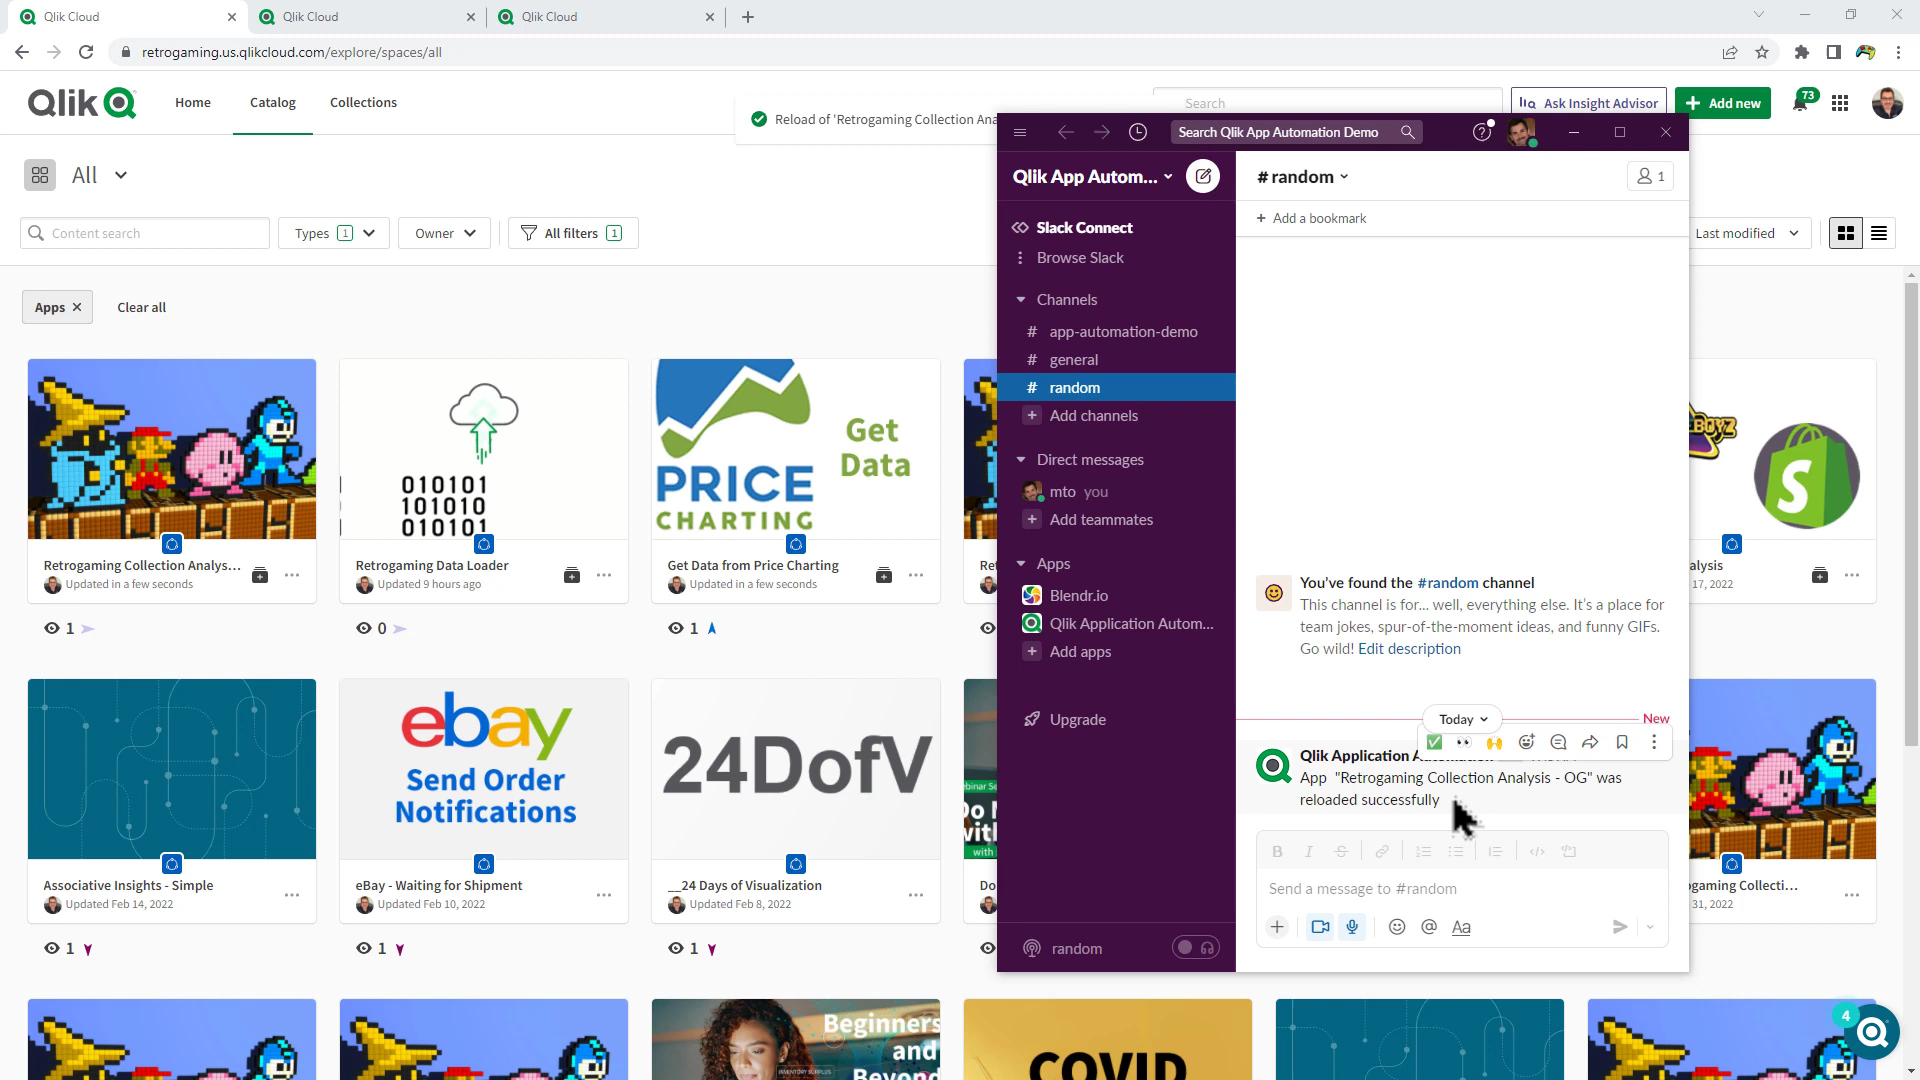 Qlik Cloud
Qlik Cloud
Qlik Cloud
retrogaming.us.qlikcloud.com/explore/spaces/all
Qlik
Home
Catalog
Collections
Search
Ask Insight Advisor
Add new
73
Reload of 'Retrogaming Collection Ana
All
Content search
Types 1
Owner
All filters 1
Last modified
Apps
Clear all
010101
101010
010101
PRICE
CHARTING
Get
Data
Retrogaming Collection Analys...
Updated in a few seconds
Retrogaming Data Loader
Updated 9 hours ago
Get Data from Price Charting
Updated in a few seconds
Ret
alysis
17, 2022
1
0
1
ebay
Send Order
Notifications
24DofV
Associative Insights - Simple
Updated Feb 14, 2022
eBay - Waiting for Shipment
Updated Feb 10, 2022
__24 Days of Visualization
Updated Feb 8, 2022
Do
gaming Collecti...
31, 2022
1
1
1
Beginners
and
Beyond
COVID
4
Search Qlik App Automation Demo
Qlik App Autom...
Slack Connect
Browse Slack
Channels
# app-automation-demo
# general
# random
Add channels
Direct messages
mto you
Add teammates
Apps
Blendr.io
Qlik Application Autom...
Add apps
Upgrade
random
# random
1
+ Add a bookmark
You've found the #random channel
This channel is for... well, everything else. It's a place for
team jokes, spur-of-the-moment ideas, and funny GIFs.
Go wild! Edit description
Today
New
Qlik Application
App "Retrogaming Collection Analysis - OG" was
reloaded successfully
Send a message to #random
Aa